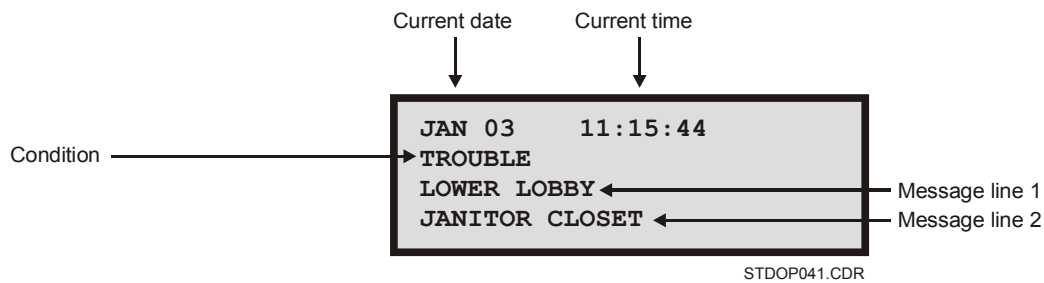 Current date Current time
JAN 03 11:15:44
Condition
TROUBLE
LOWER LOBBY
Message line 1
JANITOR CLOSET
Message line 2
STDOP041.CDR